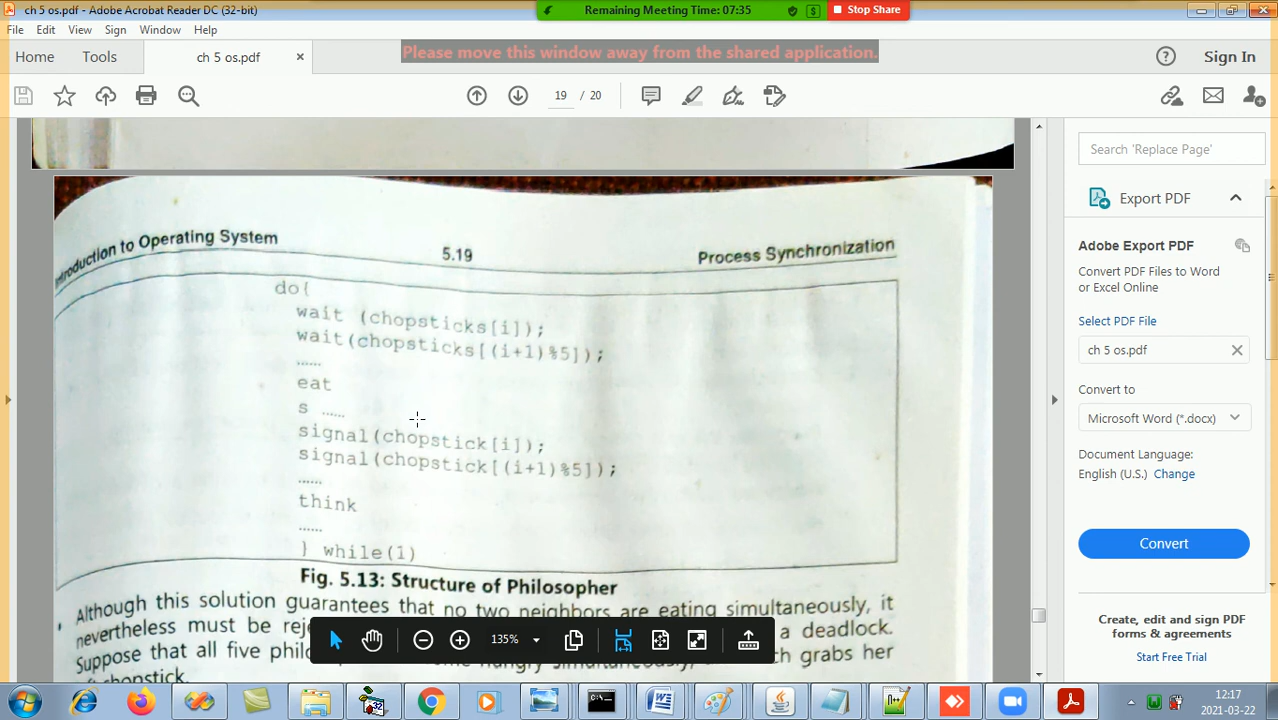 ch 5 os.pdf - Adobe Acrobat Reader DC (32-bit)
Remaining Meeting Time: 07:35
Stop Share
File Edit View Sign Window Help
Please move this window away from the shared application.
Home Tools ch 5 os.pdf
Sign In
19 / 20
Search 'Replace Page'
Export PDF
Adobe Export PDF
Convert PDF Files to Word
or Excel Online
Select PDF File
ch 5 os.pdf
Convert to
Microsoft Word (*.docx)
Document Language:
English (U.S.) Change
Convert
Create, edit and sign PDF
forms & agreements
Start Free Trial
Introduction to Operating System 5.19 Process Synchronization
do{
wait (chopsticks[i]);
wait(chopsticks[(i+1)%5]);
......
eat
s ......
signal(chopstick[i]);
signal(chopstick[(i+1)%5]);
......
think
......
} while(1)
Fig. 5.13: Structure of Philosopher
• Although this solution guarantees that no two neighbors are eating simultaneously, it
nevertheless must be a deadlock.
Suppose that all five grabs her
chopstick.
135%
12:17
2021-03-22